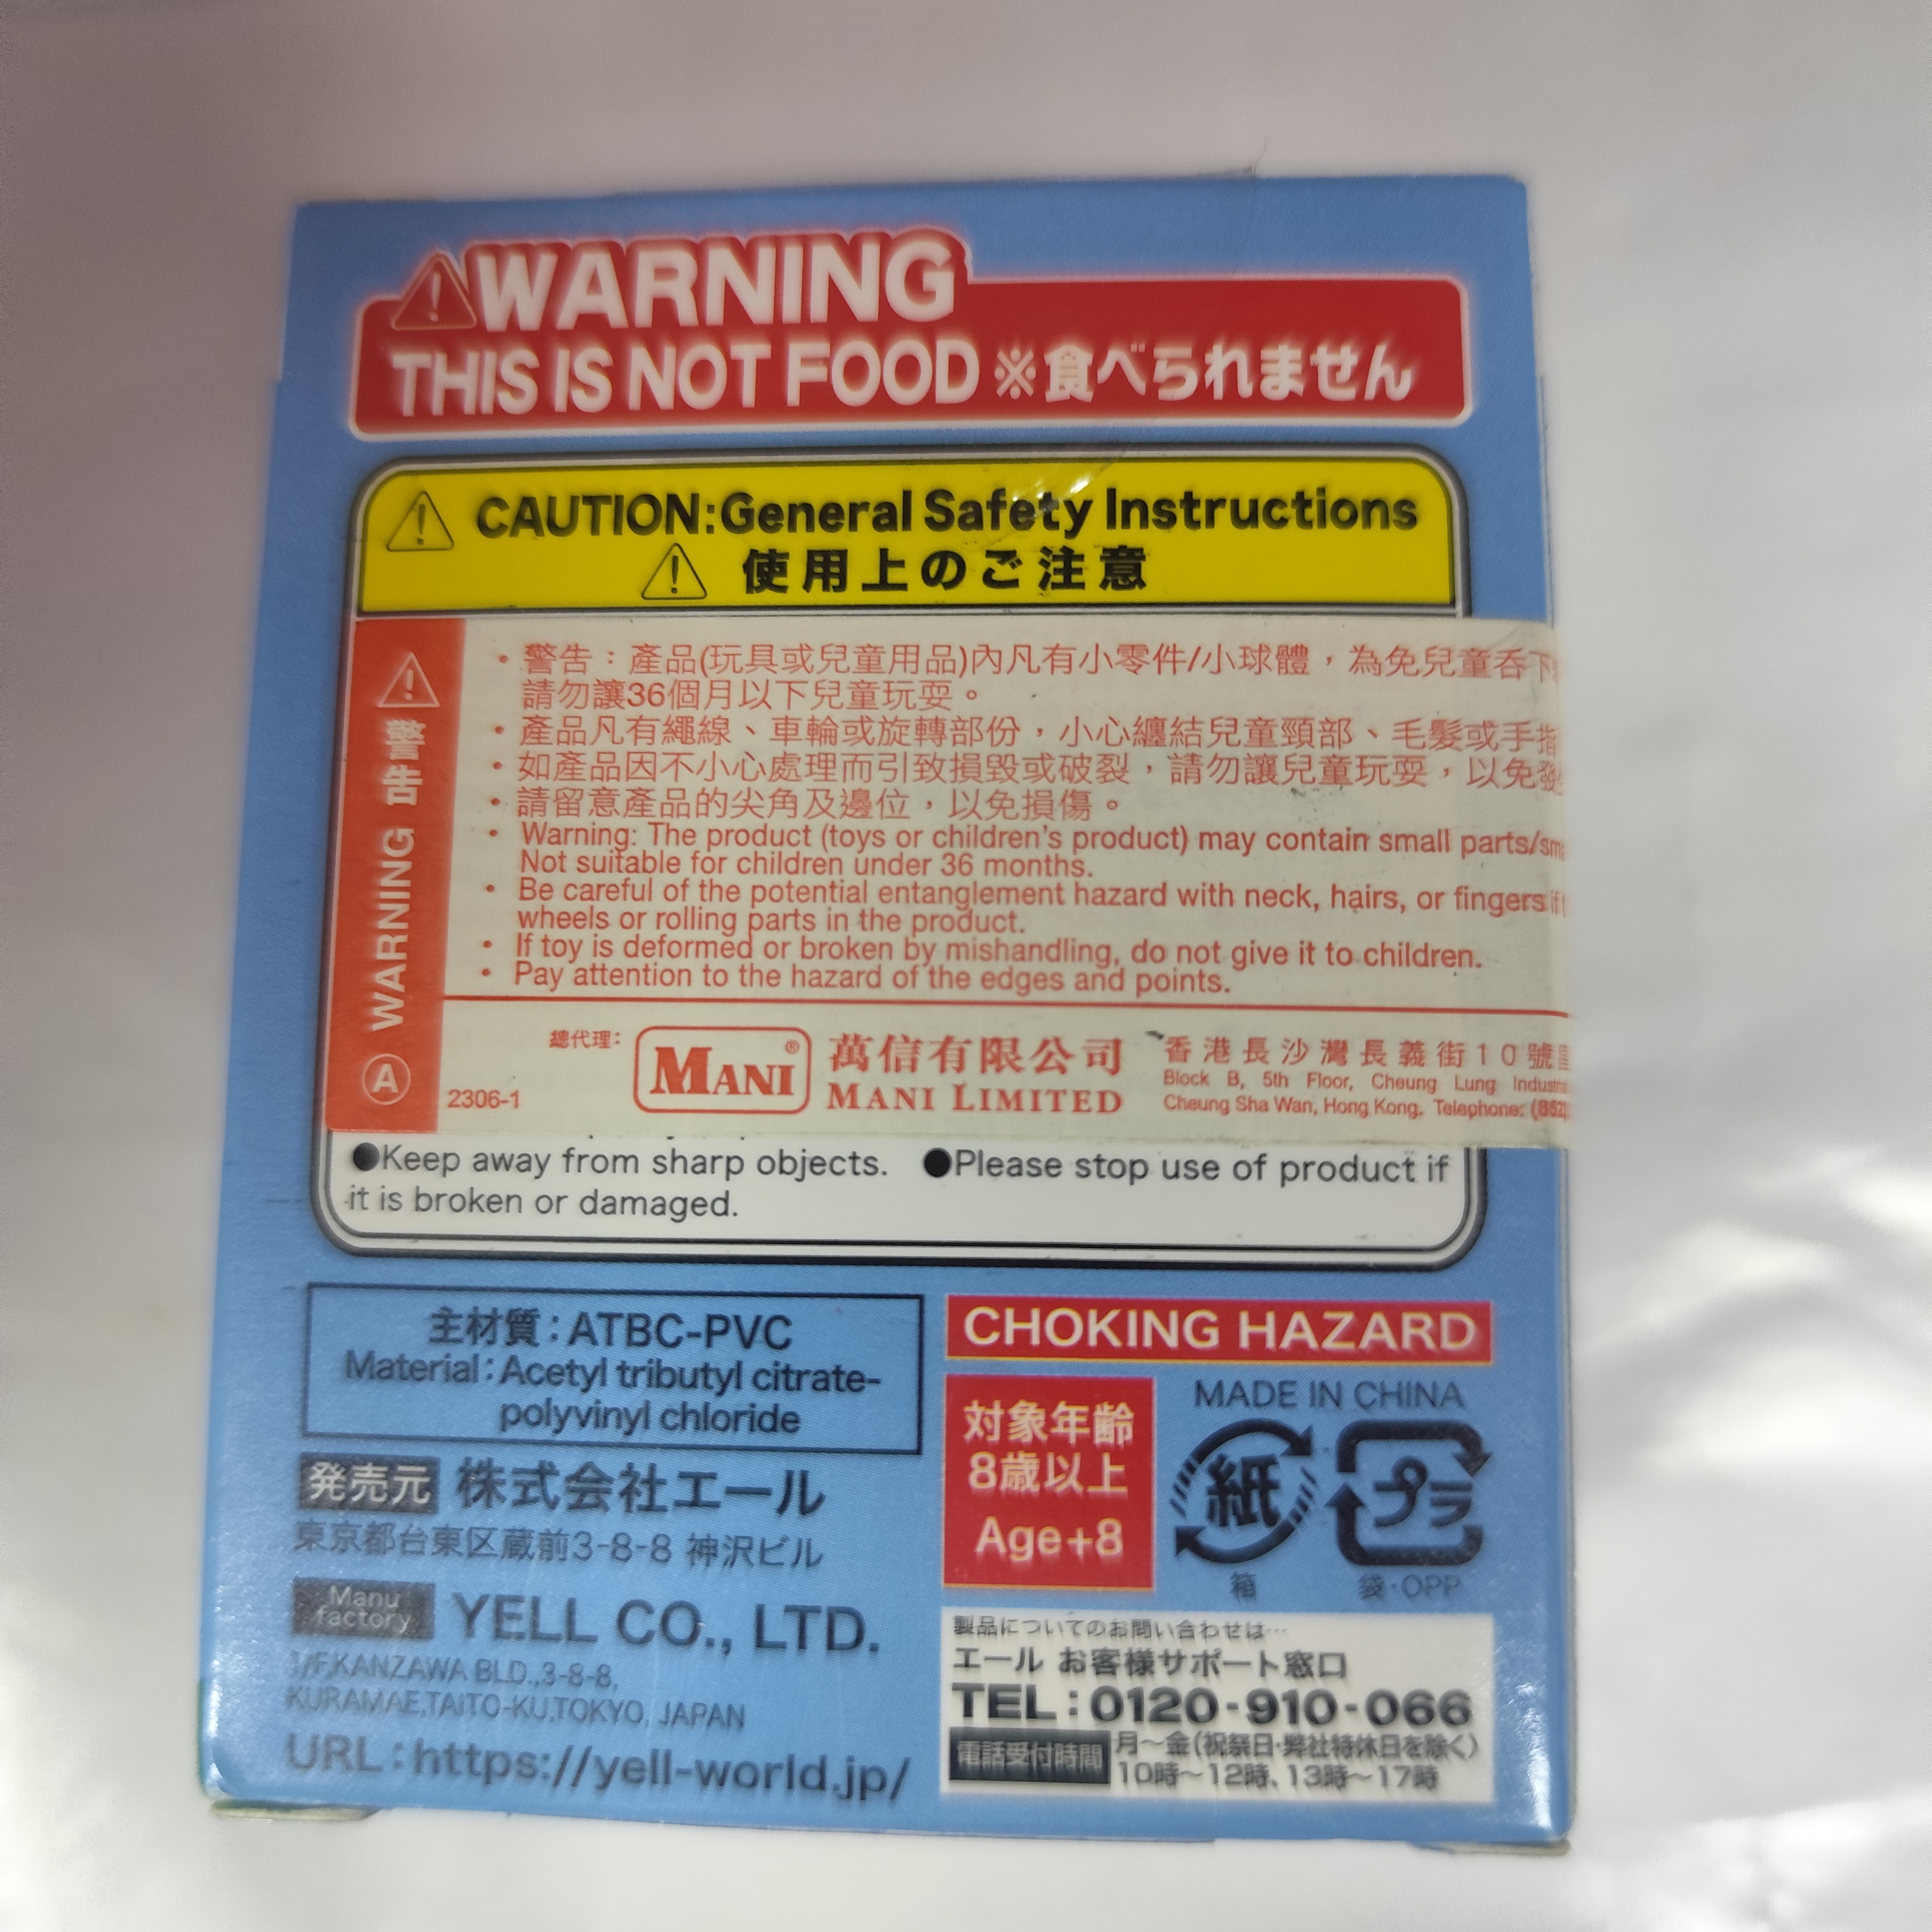 WARNING
THIS IS NOT FOOD ※食べられません
CAUTION:General Safety Instructions
使用上のご注意
警告 WARNING A
• 警告：產品(玩具或兒童用品)內凡有小零件/小球體，為免兒童吞下
請勿讓36個月以下兒童玩耍。
• 產品凡有繩線、車輪或旋轉部份，小心纏結兒童頸部、毛髮或手指
• 如產品因不小心處理而引致損毀或破裂，請勿讓兒童玩耍，以免發
• 請留意產品的尖角及邊位，以免損傷。
• Warning: The product (toys or children's product) may contain small parts/
Not suitable for children under 36 months.
• Be careful of the potential entanglement hazard with neck, hairs, or fingers if
wheels or rolling parts in the product.
• If toy is deformed or broken by mishandling, do not give it to children.
• Pay attention to the hazard of the edges and points.
2306-1
總代理：
MANI®
萬信有限公司
MANI LIMITED
香港長沙灣長義街10號
Block B, 5th Floor, Cheung Lung
Cheung Sha Wan, Hong Kong. Telephone: (852)
●Keep away from sharp objects. ●Please stop use of product if
it is broken or damaged.
主材質：ATBC-PVC
Material：Acetyl tributyl citrate-
polyvinyl chloride
発売元 株式会社エール
東京都台東区蔵前3-8-8 神沢ビル
Manu
factory
YELL CO., LTD.
KANZAWA BLD.,3-8-8,
KURAMAE,TAITO-KU,TOKYO, JAPAN
URL：https://yell-world.jp/
CHOKING HAZARD
対象年齢
8歳以上
Age+8
MADE IN CHINA
紙
プラ
箱
袋・OPP
製品についてのお問い合わせは…
エール お客様サポート窓口
TEL：0120-910-066
電話受付時間 月～金(祝祭日・弊社特休日を除く)
10時～12時、13時～17時